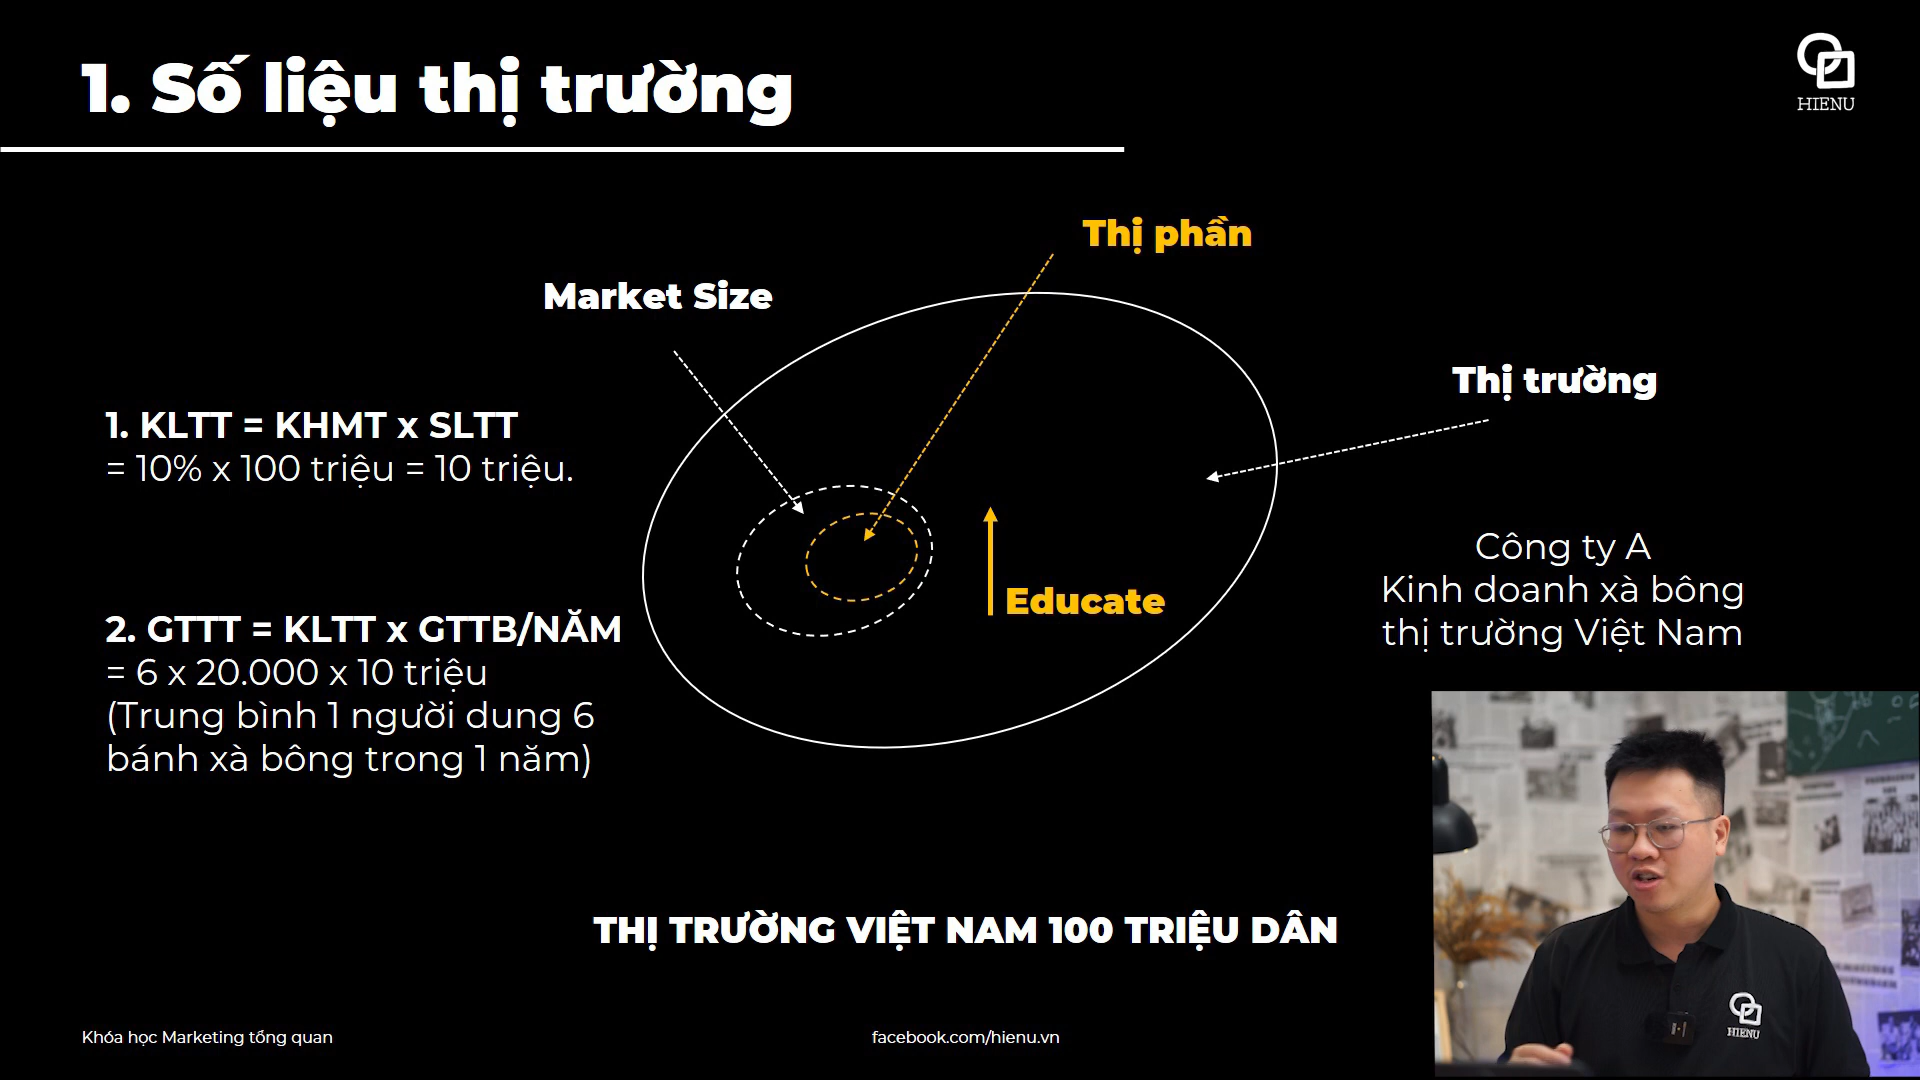 1. Số liệu thị trường
HIENU
Thị phần
Market Size
Thị trường
1. KLTT = KHMT x SLTT
= 10% x 100 triệu = 10 triệu.
Công ty A
Kinh doanh xà bông
thị trường Việt Nam
Educate
2. GTTT = KLTT x GTTB/NĂM
= 6 x 20.000 x 10 triệu
(Trung bình 1 người dung 6
bánh xà bông trong 1 năm)
THỊ TRƯỜNG VIỆT NAM 100 TRIỆU DÂN
HIENU
Khóa học Marketing tổng quan
facebook.com/hienu.vn